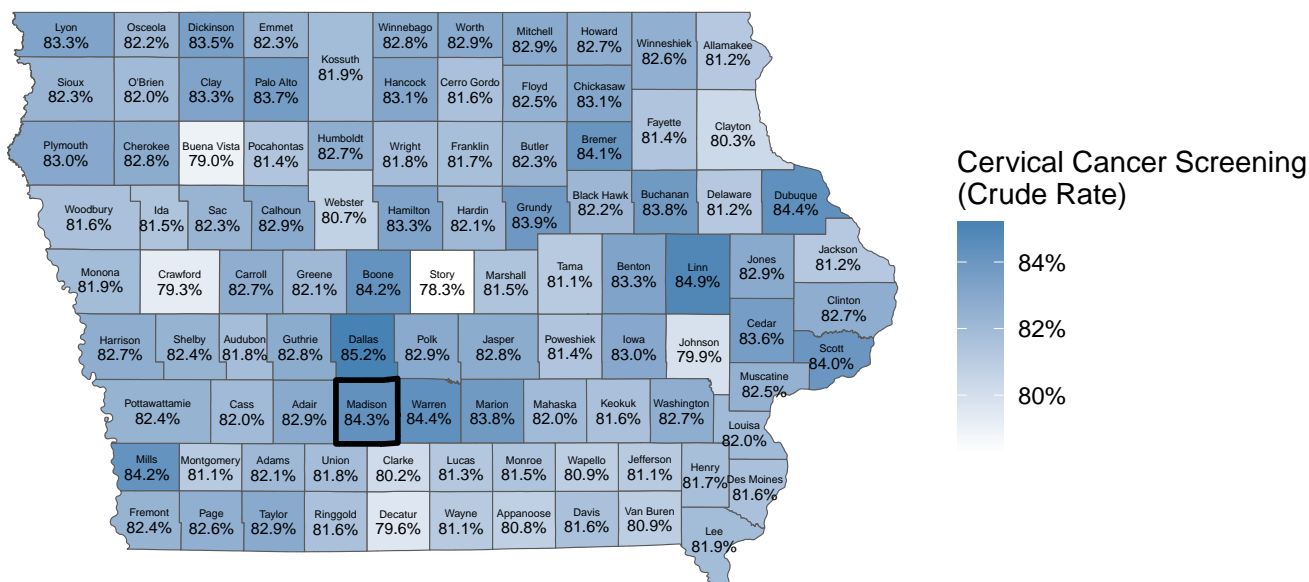 Lyon
83.3%
Osceola
82.2%
Dickinson
83.5%
Emmet
82.3%
Kossuth
81.9%
Winnebago
82.8%
Worth
82.9%
Mitchell
82.9%
Howard
82.7%
Winneshiek
82.6%
Allamakee
81.2%
Sioux
82.3%
O'Brien
82.0%
Clay
83.3%
Palo Alto
83.7%
Hancock
83.1%
Cerro Gordo
81.6%
Floyd
82.5%
Chickasaw
83.1%
Fayette
81.4%
Clayton
80.3%
Plymouth
83.0%
Cherokee
82.8%
Buena Vista
79.0%
Pocahontas
81.4%
Humboldt
82.7%
Wright
81.8%
Franklin
81.7%
Butler
82.3%
Bremer
84.1%
Woodbury
81.6%
Ida
81.5%
Sac
82.3%
Calhoun
82.9%
Webster
80.7%
Hamilton
83.3%
Hardin
82.1%
Grundy
83.9%
Black Hawk
82.2%
Buchanan
83.8%
Delaware
81.2%
Dubuque
84.4%
Monona
81.9%
Crawford
79.3%
Carroll
82.7%
Greene
82.1%
Boone
84.2%
Story
78.3%
Marshall
81.5%
Tama
81.1%
Benton
83.3%
Linn
84.9%
Jones
82.9%
Jackson
81.2%
Clinton
82.7%
Harrison
82.7%
Shelby
82.4%
Audubon
81.8%
Guthrie
82.8%
Dallas
85.2%
Polk
82.9%
Jasper
82.8%
Poweshiek
81.4%
Iowa
83.0%
Johnson
79.9%
Cedar
83.6%
Scott
84.0%
Muscatine
82.5%
Pottawattamie
82.4%
Cass
82.0%
Adair
82.9%
Madison
84.3%
Warren
84.4%
Marion
83.8%
Mahaska
82.0%
Keokuk
81.6%
Washington
82.7%
Louisa
82.0%
Mills
84.2%
Montgomery
81.1%
Adams
82.1%
Union
81.8%
Clarke
80.2%
Lucas
81.3%
Monroe
81.5%
Wapello
80.9%
Jefferson
81.1%
Henry
81.7%
Des Moines
81.6%
Fremont
82.4%
Page
82.6%
Taylor
82.9%
Ringgold
81.6%
Decatur
79.6%
Wayne
81.1%
Appanoose
80.8%
Davis
81.6%
Van Buren
80.9%
Lee
81.9%
Cervical Cancer Screening
(Crude Rate)
84%
82%
80%